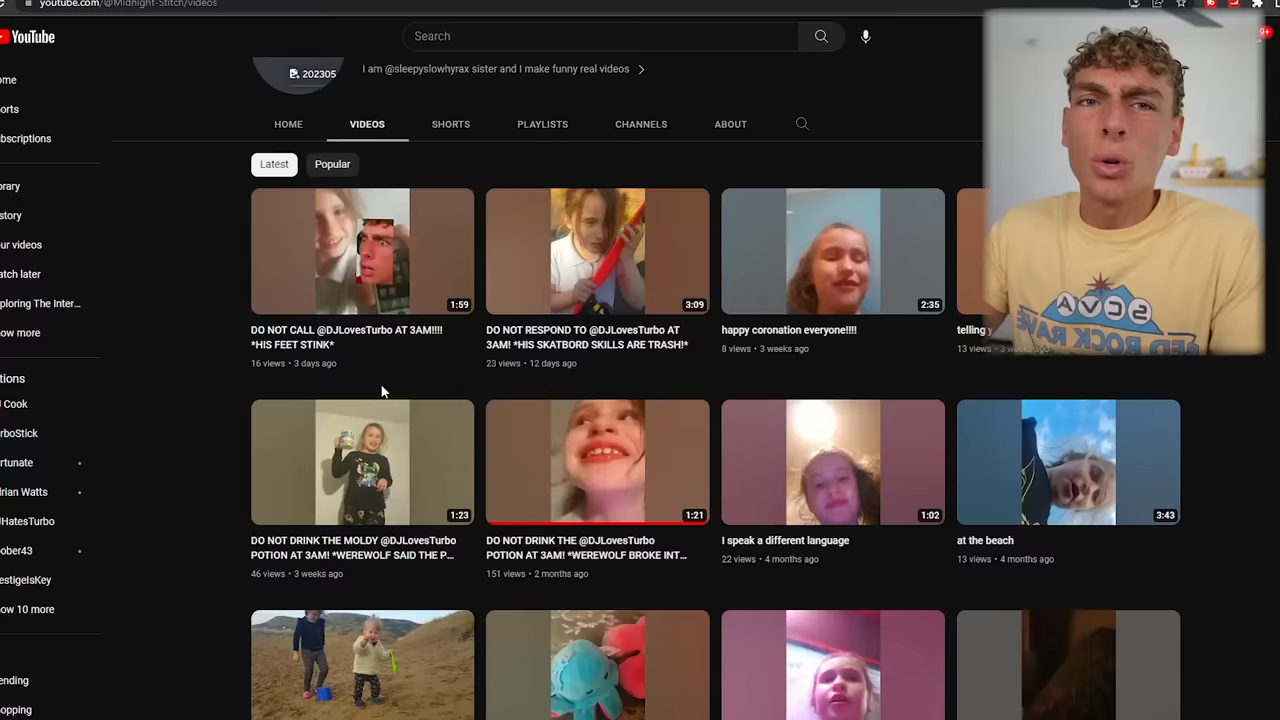 youtube.com/@Midnight-Stitch/videos
YouTube
Search
9+
202305
I am @sleepyslowhyrax sister and I make funny real videos
HOME
VIDEOS
SHORTS
PLAYLISTS
CHANNELS
ABOUT
Latest
Popular
ome
orts
bscriptions
brary
story
ur videos
atch later
ploring The Inter...
ow more
tions
Cook
rboStick
rtunate
rian Watts
HatesTurbo
ober43
estigeIsKey
ow 10 more
ending
opping
1:59
DO NOT CALL @DJLovesTurbo AT 3AM!!!!
*HIS FEET STINK*
16 views • 3 days ago
3:09
DO NOT RESPOND TO @DJLovesTurbo AT
3AM! *HIS SKATBORD SKILLS ARE TRASH!*
23 views • 12 days ago
2:35
happy coronation everyone!!!!
8 views • 3 weeks ago
telling y
13 views • 3 weeks ago
SCVA
RED ROCK RAVE
1:23
DO NOT DRINK THE MOLDY @DJLovesTurbo
POTION AT 3AM! *WEREWOLF SAID THE P...
46 views • 3 weeks ago
1:21
DO NOT DRINK THE @DJLovesTurbo
POTION AT 3AM! *WEREWOLF BROKE INT...
151 views • 2 months ago
1:02
I speak a different language
22 views • 4 months ago
3:43
at the beach
13 views • 4 months ago